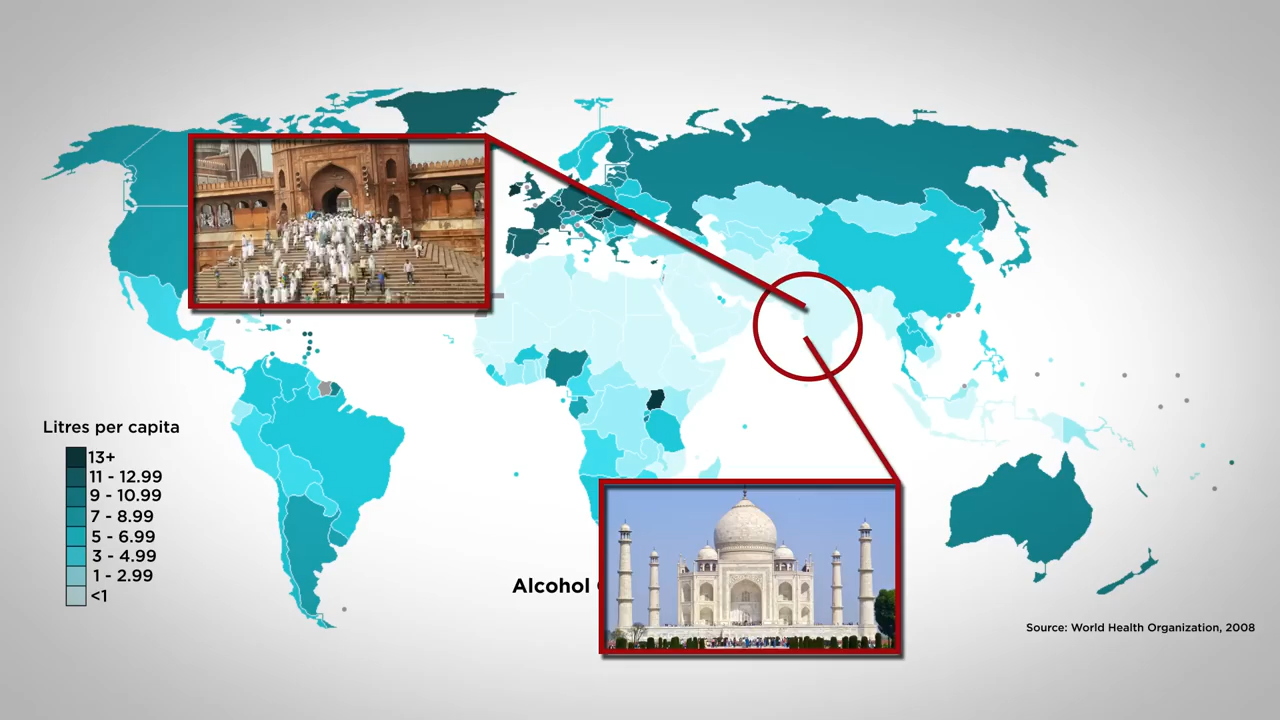 Litres per capita
13+
11 - 12.99
9 - 10.99
7 - 8.99
5 - 6.99
3 - 4.99
1 - 2.99
<1
Alcohol
Source: World Health Organization, 2008